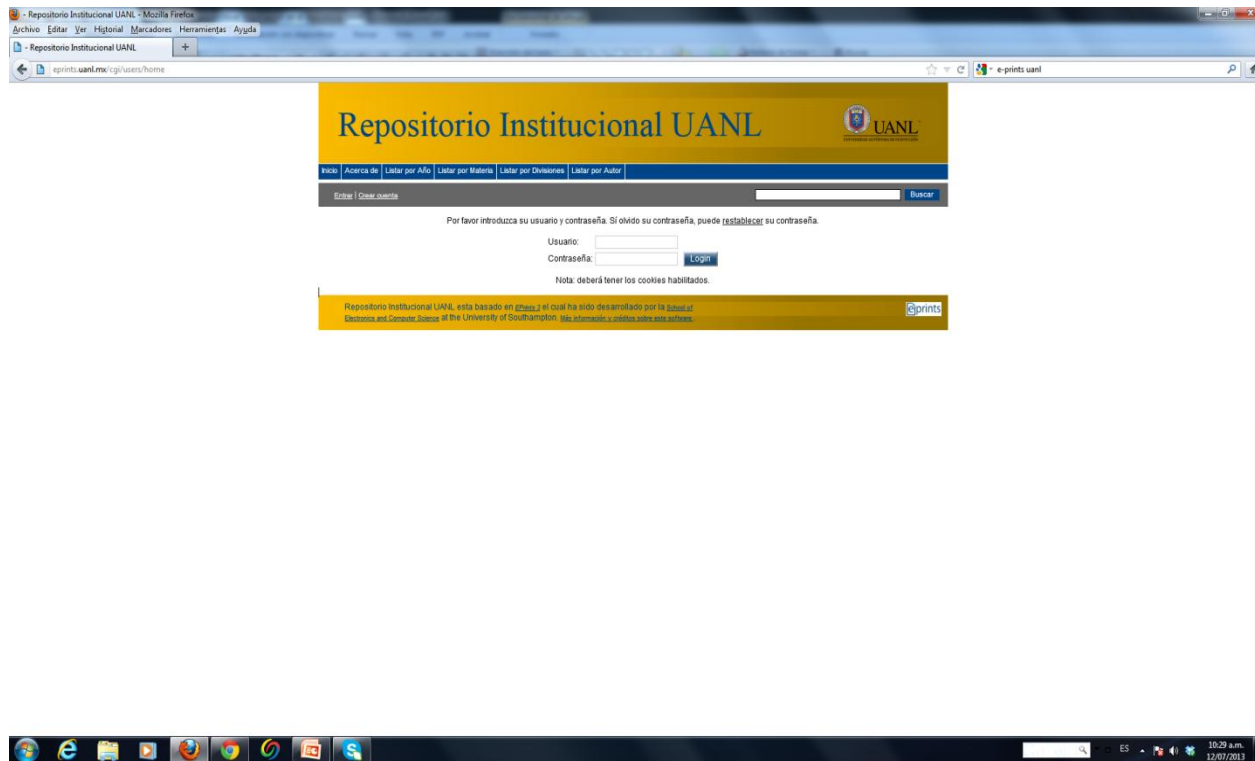 - Repositorio Institucional UANL - Mozilla Firefox
Archivo Editar Ver Historial Marcadores Herramientas Ayuda
- Repositorio Institucional UANL +
eprints.uanl.mx/cgi/users/home
e-prints uanl
Repositorio Institucional UANL
UANL
Inicio Acerca de Listar por Año Listar por Materia Listar por Divisiones Listar por Autor
Entrar | Crear cuenta
Buscar
Por favor introduzca su usuario y contraseña. Sí olvido su contraseña, puede restablecer su contraseña.
Usuario:
Contraseña:
Login
Nota: deberá tener los cookies habilitados.
Repositorio Institucional UANL esta basado en EPrints 3 el cual ha sido desarrollado por la School of
Electronics and Computer Science at the University of Southampton. Más información y créditos sobre este software.
eprints
ES
10:29 a.m.
12/07/2013